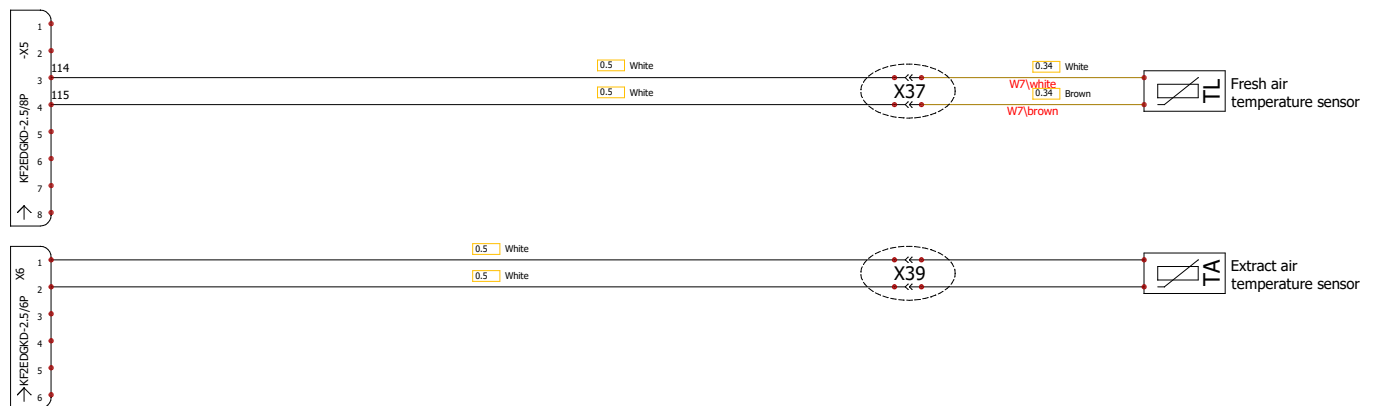 -X5
KF2EDGKD-2.5/8P
1
2
3
4
5
6
7
8
114
115
0.5 White
0.5 White
X37
0.34 White
W7\white
0.34 Brown
W7\brown
TL
Fresh air
temperature sensor
X6
KF2EDGKD-2.5/6P
1
2
3
4
5
6
0.5 White
0.5 White
X39
TA
Extract air
temperature sensor